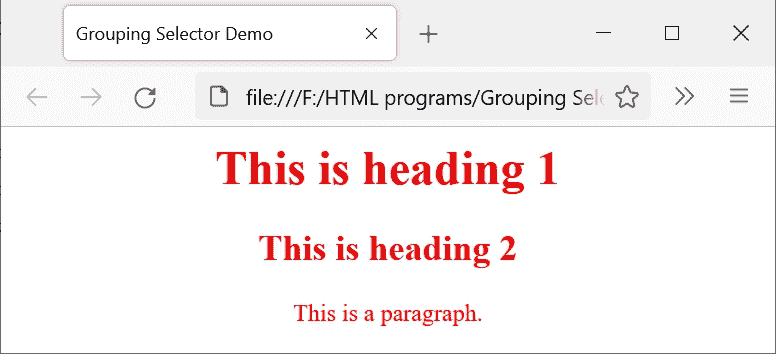 Grouping Selector Demo
file:///F:/HTML programs/Grouping Sel
This is heading 1
This is heading 2
This is a paragraph.